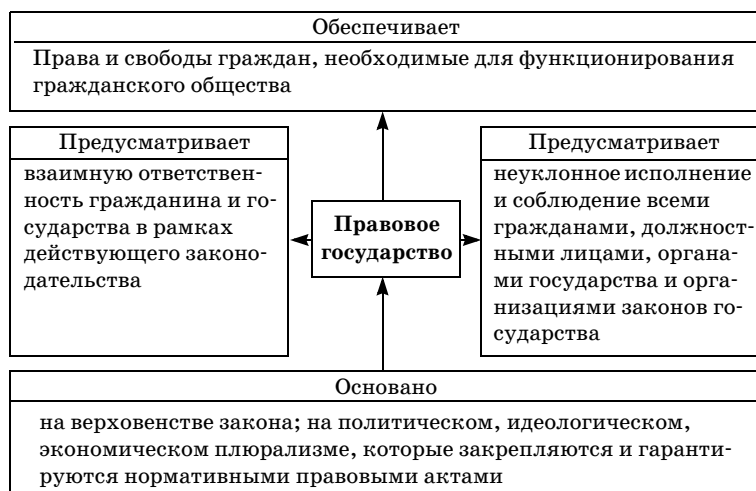 Обеспечивает
Права и свободы граждан, необходимые для функционирования
гражданского общества
Предусматривает
взаимную ответствен-
ность гражданина и го-
сударства в рамках
действующего законо-
дательства
Правовое
государство
Предусматривает
неуклонное исполнение
и соблюдение всеми
гражданами, должност-
ными лицами, органа-
ми государства и орга-
низациями законов го-
сударства
Основано
на верховенстве закона; на политическом, идеологическом,
экономическом плюрализме, которые закрепляются и гаранти-
руются нормативными правовыми актами